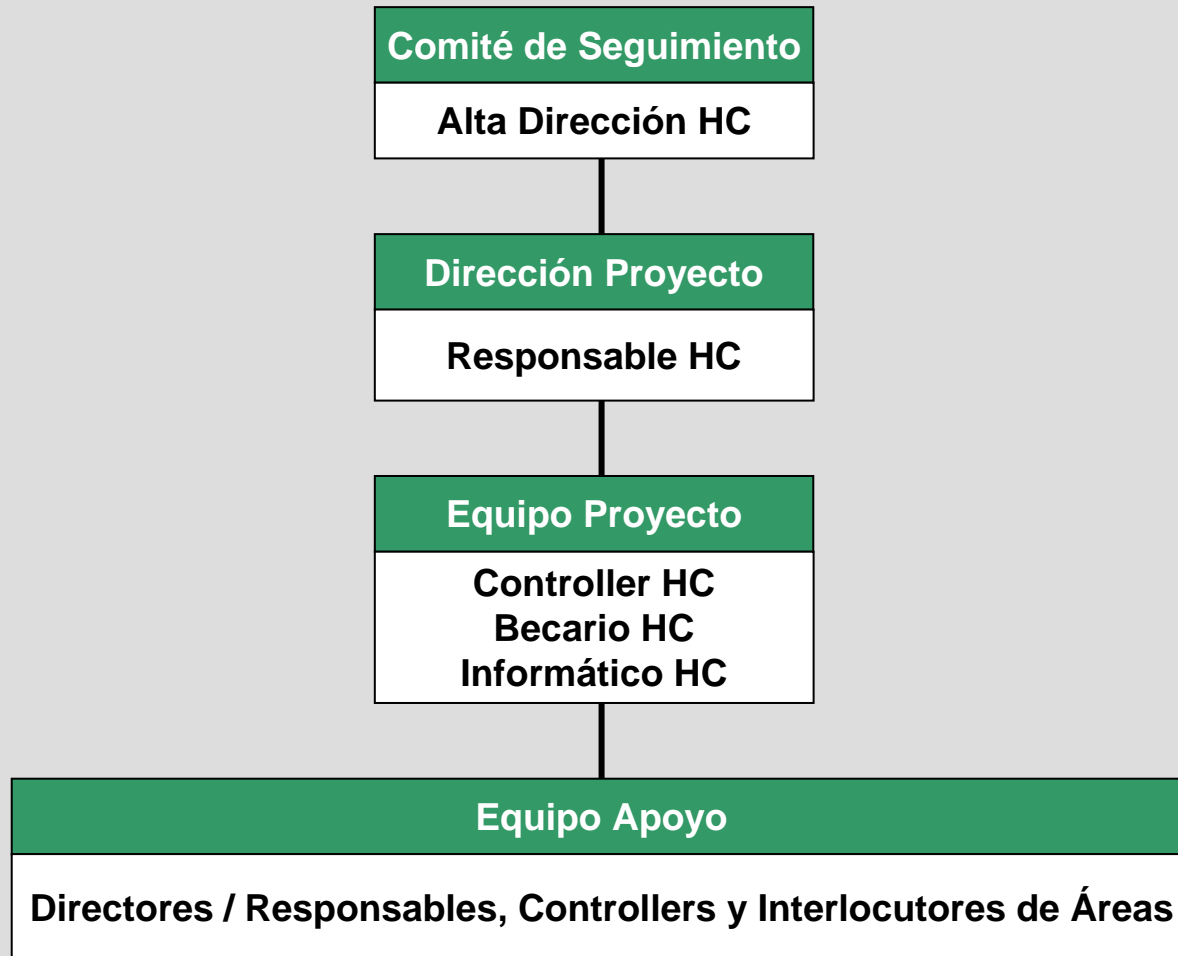 Comité de Seguimiento
Alta Dirección HC
Dirección Proyecto
Responsable HC
Equipo Proyecto
Controller HC
Becario HC
Informático HC
Equipo Apoyo
Directores / Responsables, Controllers y Interlocutores de Áreas